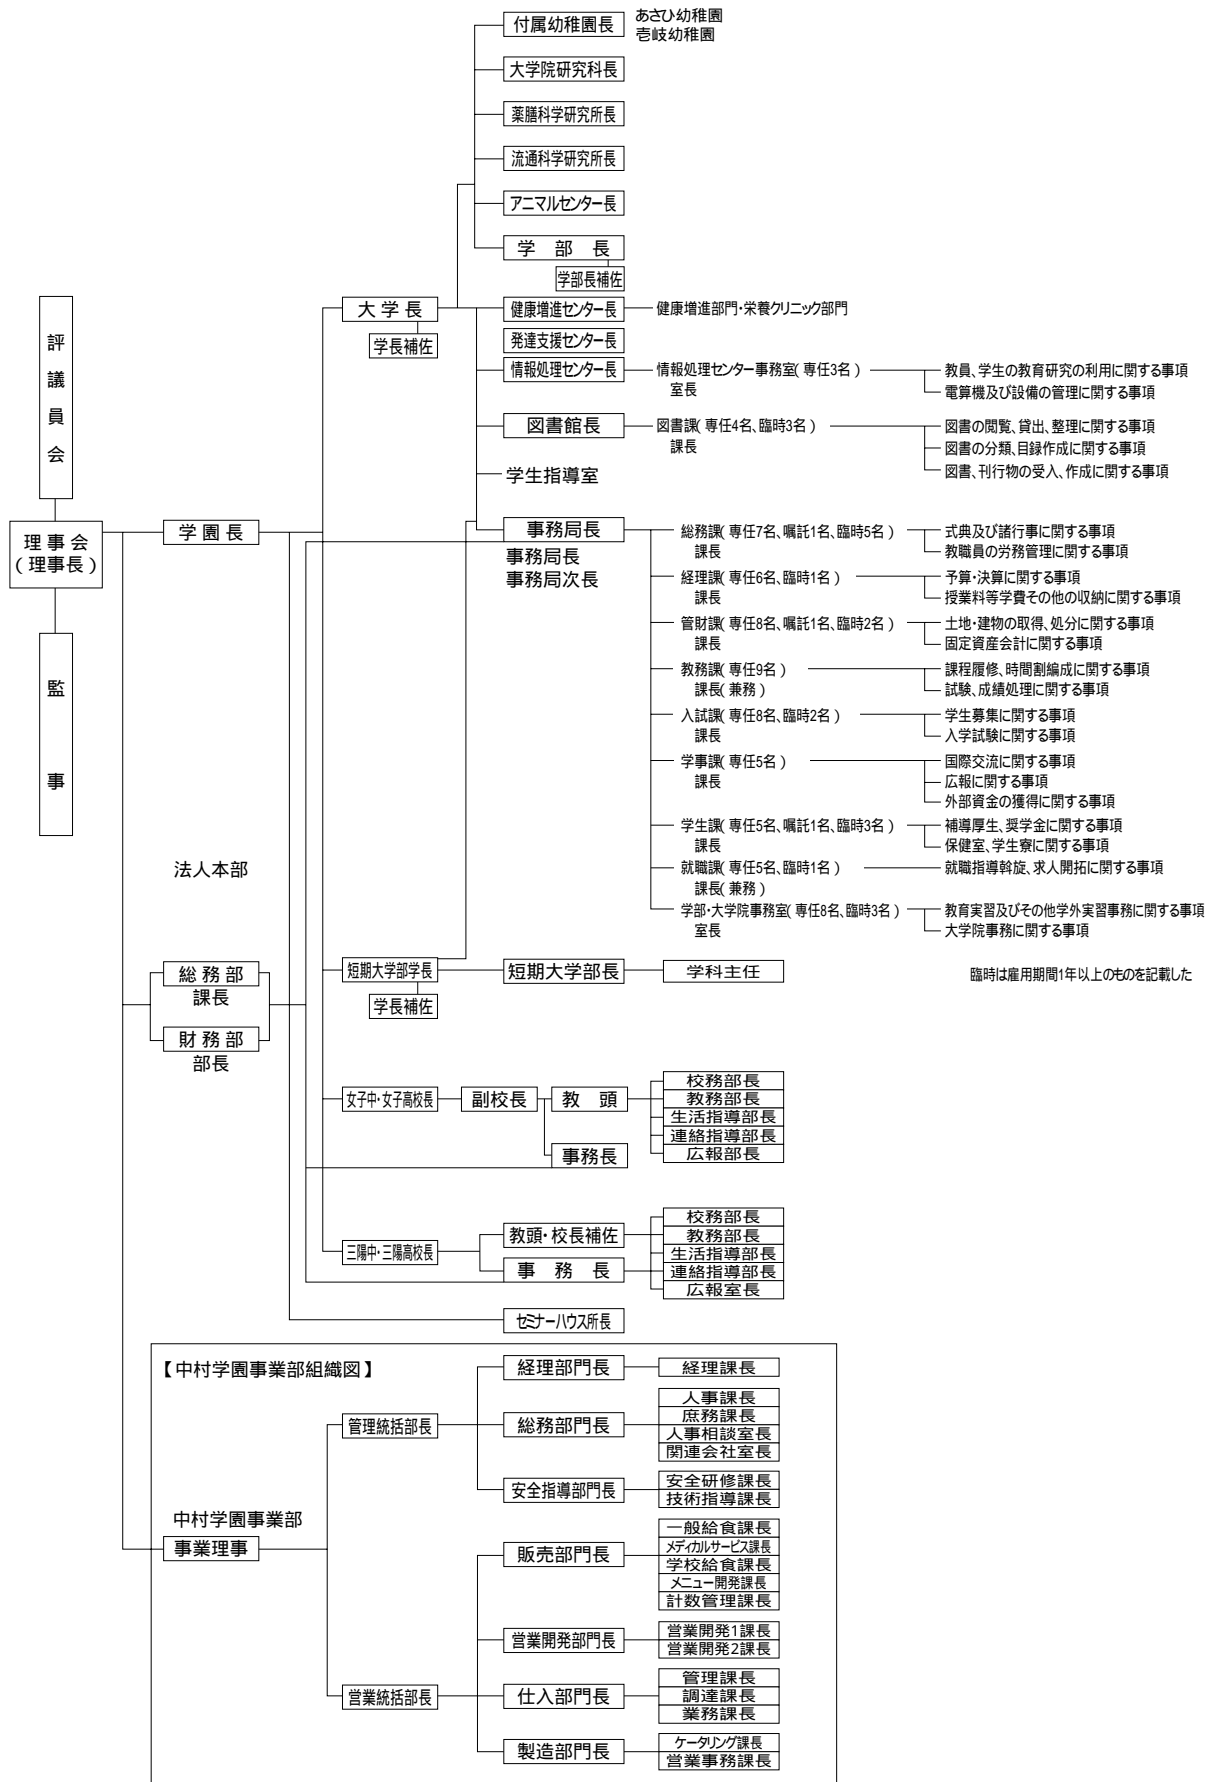 付属幼稚園長
あさひ幼稚園
壱岐幼稚園
大学院研究科長
薬膳科学研究所長
流通科学研究所長
アニマルセンター長
学部長
学部長補佐
評議員会
理事会
(理事長)
監事
学園長
大学長
学長補佐
健康増進センター長
健康増進部門・栄養クリニック部門
発達支援センター長
情報処理センター長
情報処理センター事務室(専任3名)
室長
教員、学生の教育研究の利用に関する事項
電算機及び設備の管理に関する事項
図書館長
図書課(専任4名、臨時3名)
課長
図書の閲覧、貸出、整理に関する事項
図書の分類、目録作成に関する事項
図書、刊行物の受入、作成に関する事項
学生指導室
事務局長
事務局長
事務局次長
総務課(専任7名、嘱託1名、臨時5名)
課長
式典及び諸行事に関する事項
教職員の労務管理に関する事項
経理課(専任6名、臨時1名)
課長
予算・決算に関する事項
授業料等学費その他の収納に関する事項
管財課(専任8名、嘱託1名、臨時2名)
課長
土地・建物の取得、処分に関する事項
固定資産会計に関する事項
教務課(専任9名)
課長(兼務)
課程履修、時間割編成に関する事項
試験、成績処理に関する事項
入試課(専任8名、臨時2名)
課長
学生募集に関する事項
入学試験に関する事項
学事課(専任5名)
課長
国際交流に関する事項
広報に関する事項
外部資金の獲得に関する事項
学生課(専任5名、嘱託1名、臨時3名)
課長
補導厚生、奨学金に関する事項
保健室、学生寮に関する事項
就職課(専任5名、臨時1名)
課長(兼務)
就職指導斡旋、求人開拓に関する事項
学部・大学院事務室(専任8名、臨時3名)
室長
教育実習及びその他学外実習事務に関する事項
大学院事務に関する事項
臨時は雇用期間1年以上のものを記載した
法人本部
総務部
課長
財務部
部長
短期大学部学長
学長補佐
短期大学部長
学科主任
女子中・女子高校長
副校長
教頭
事務長
校務部長
教務部長
生活指導部長
連絡指導部長
広報部長
三陽中・三陽高校長
教頭・校長補佐
事務長
校務部長
教務部長
生活指導部長
連絡指導部長
広報室長
セミナーハウス所長
【中村学園事業部組織図】
中村学園事業部
事業理事
管理統括部長
経理部門長
経理課長
総務部門長
人事課長
庶務課長
人事相談室長
関連会社室長
安全指導部門長
安全研修課長
技術指導課長
営業統括部長
販売部門長
一般給食課長
メディカルサービス課長
学校給食課長
メニュー開発課長
計数管理課長
営業開発部門長
営業開発1課長
営業開発2課長
仕入部門長
管理課長
調達課長
業務課長
製造部門長
ケータリング課長
営業事務課長